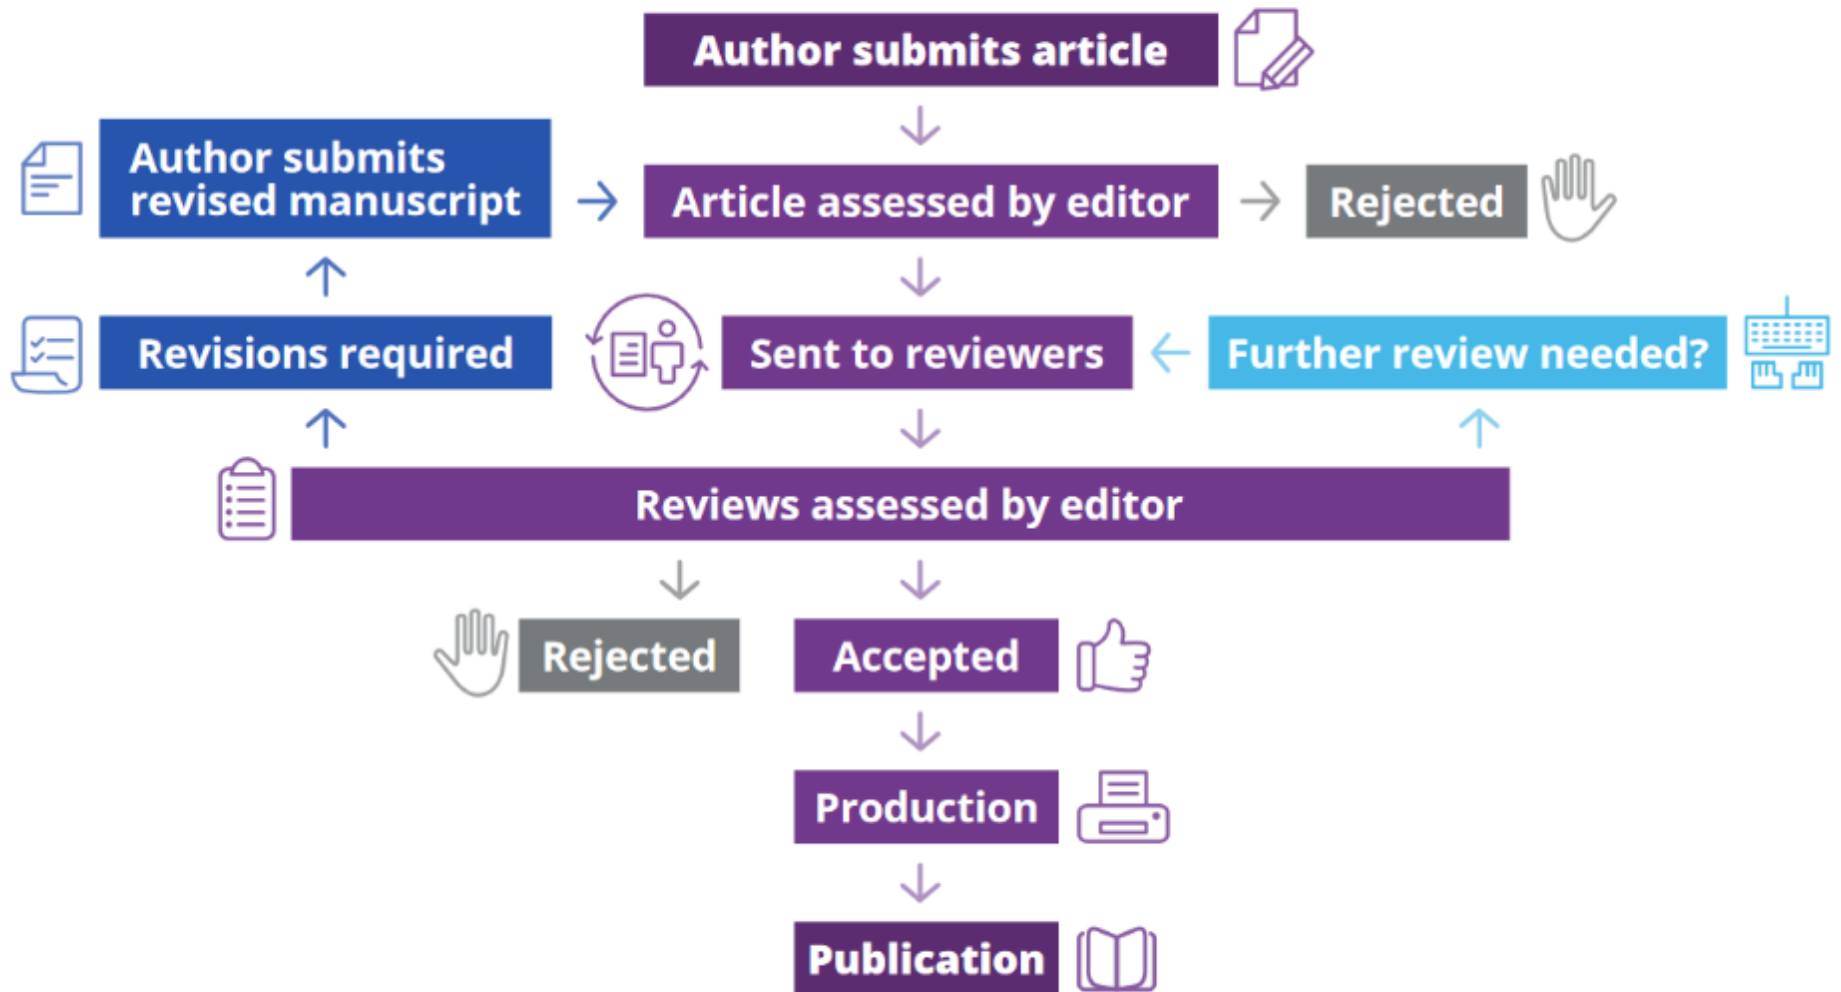 Author submits article
Author submits
revised manuscript
Article assessed by editor
Rejected
Revisions required
Sent to reviewers
Further review needed?
Reviews assessed by editor
Rejected
Accepted
Production
Publication